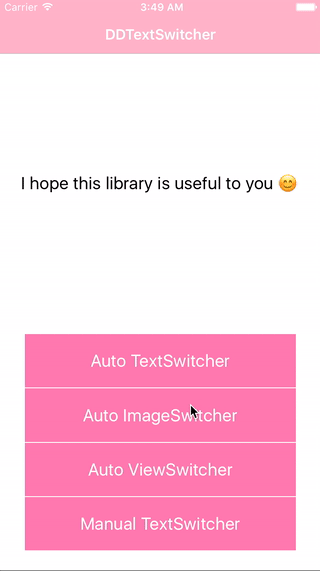 Carrier 3:49 AM
DDTextSwitcher
I hope this library is useful to you 😊
Auto TextSwitcher
Auto ImageSwitcher
Auto ViewSwitcher
Manual TextSwitcher